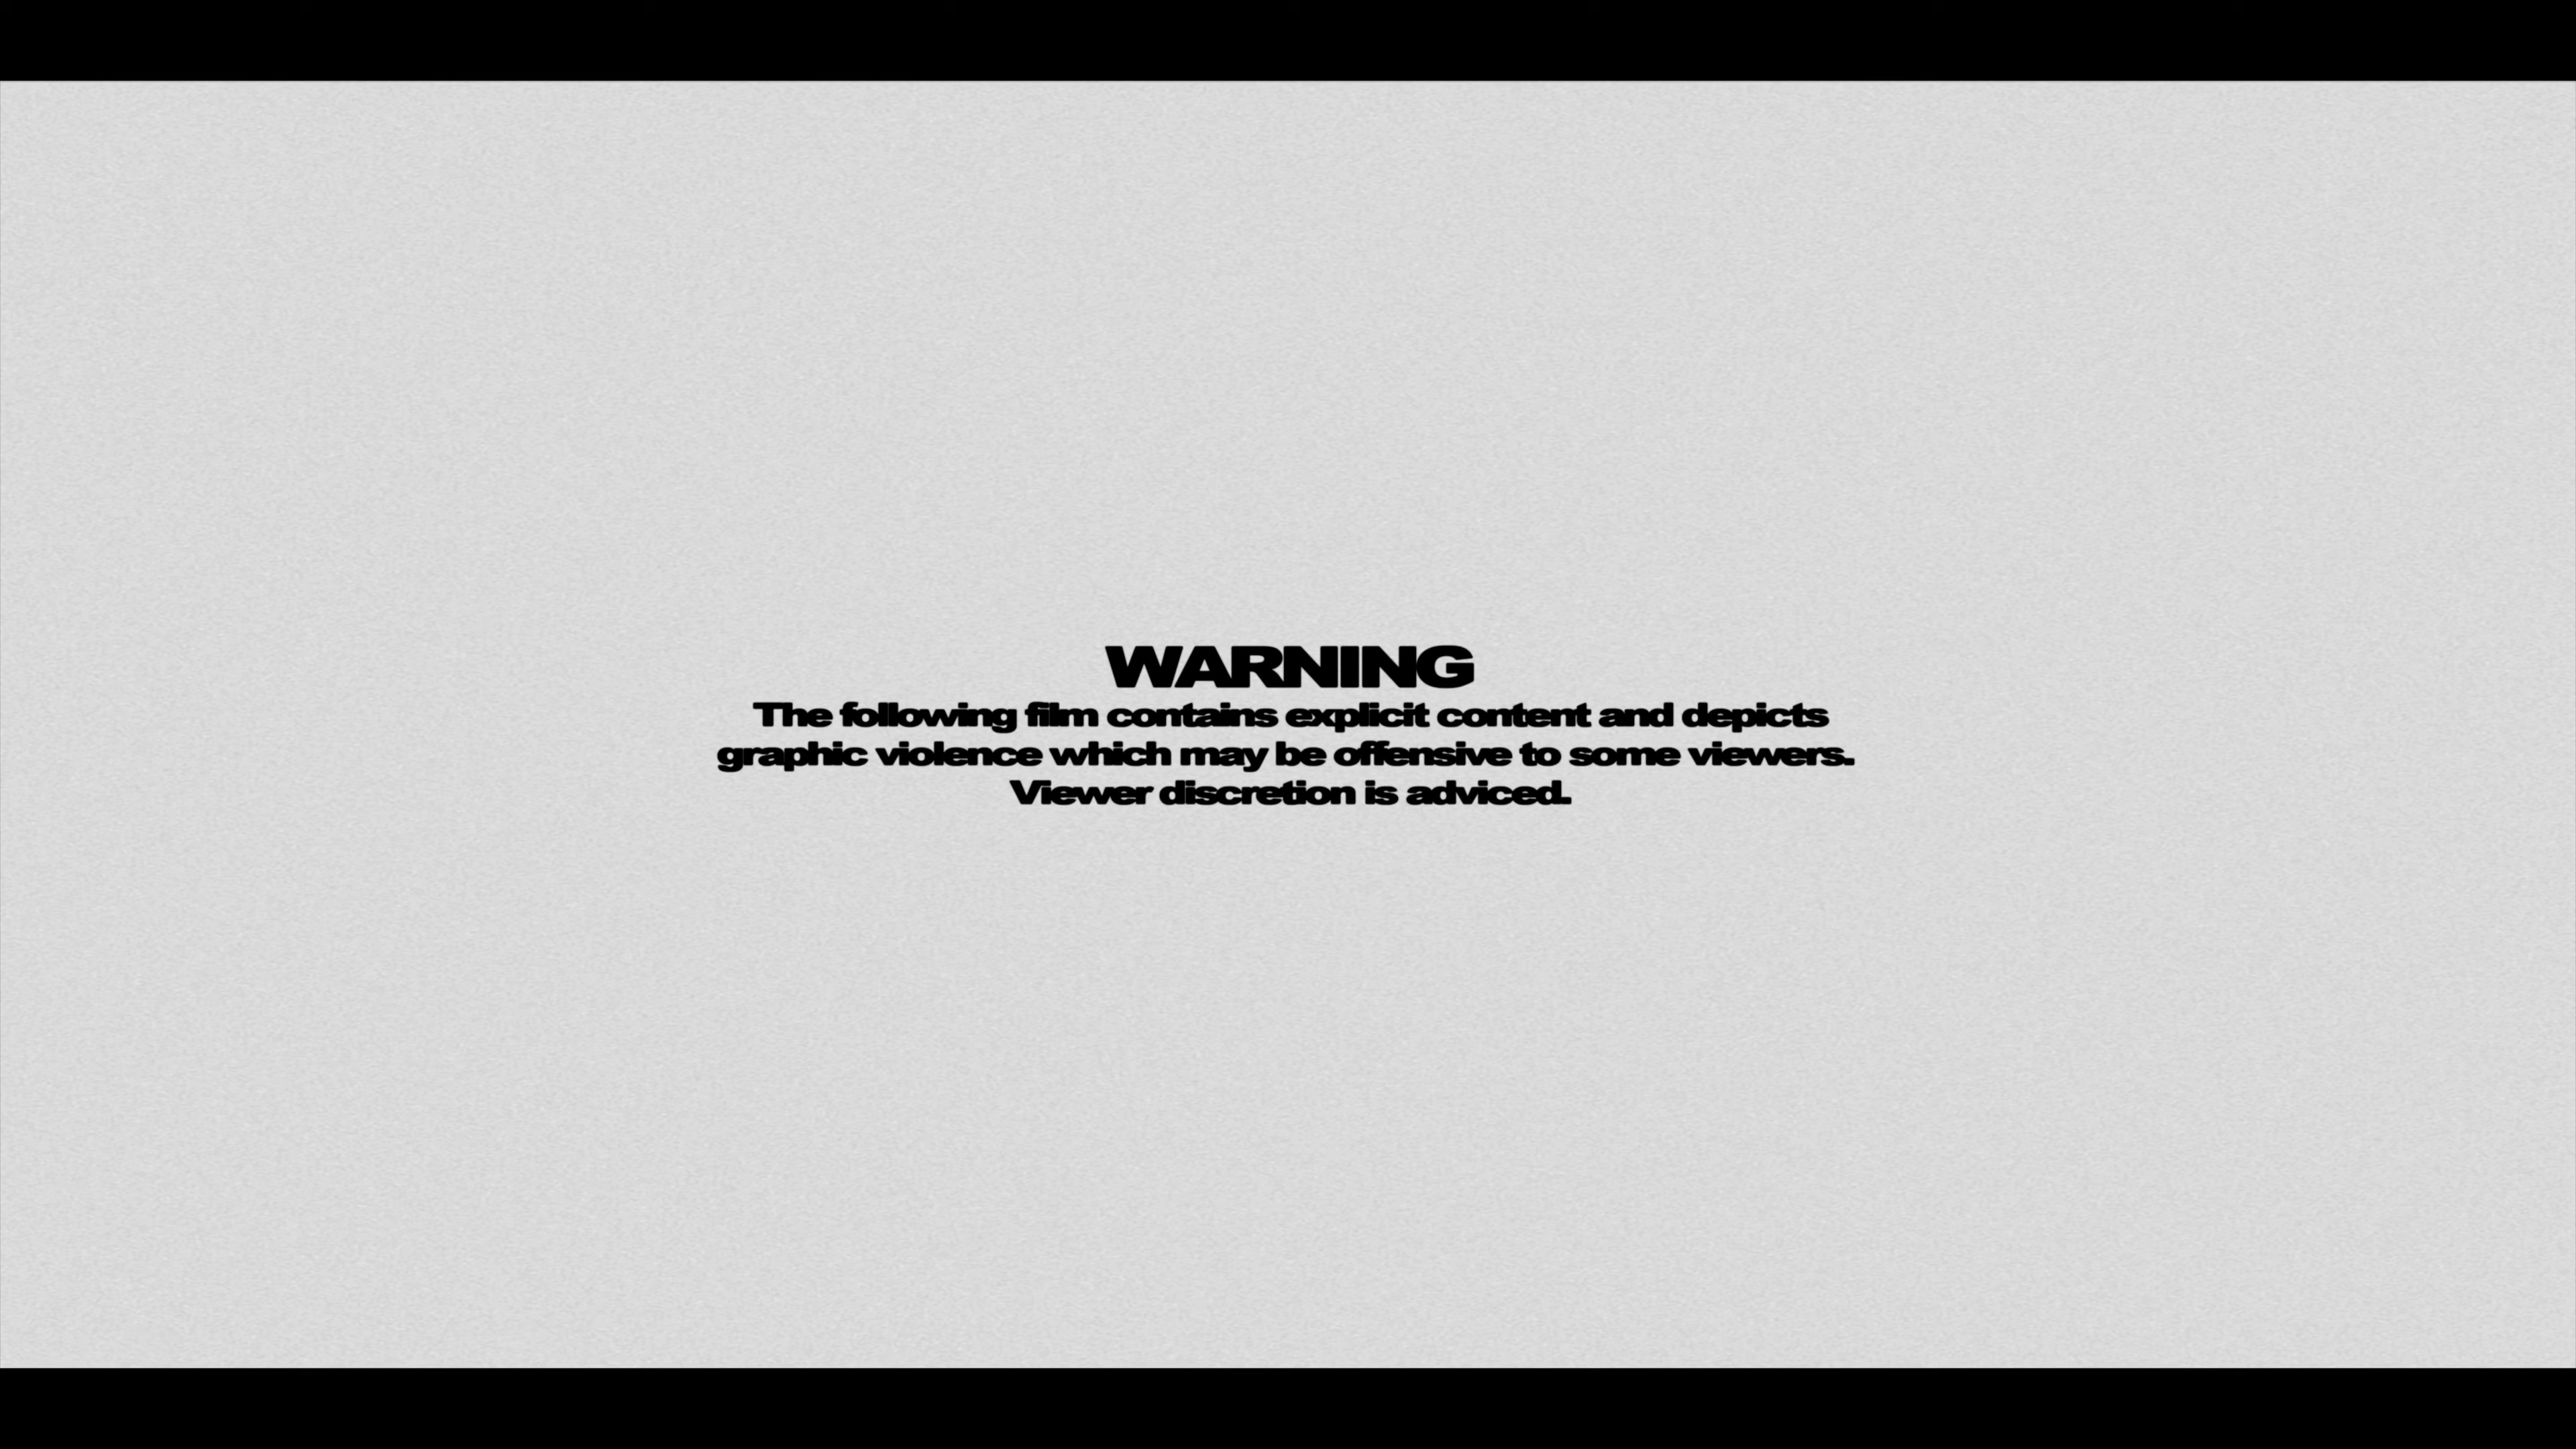 WARNING
The following film contains explicit content and depicts
graphic violence which may be offensive to some viewers.
Viewer discretion is adviced.